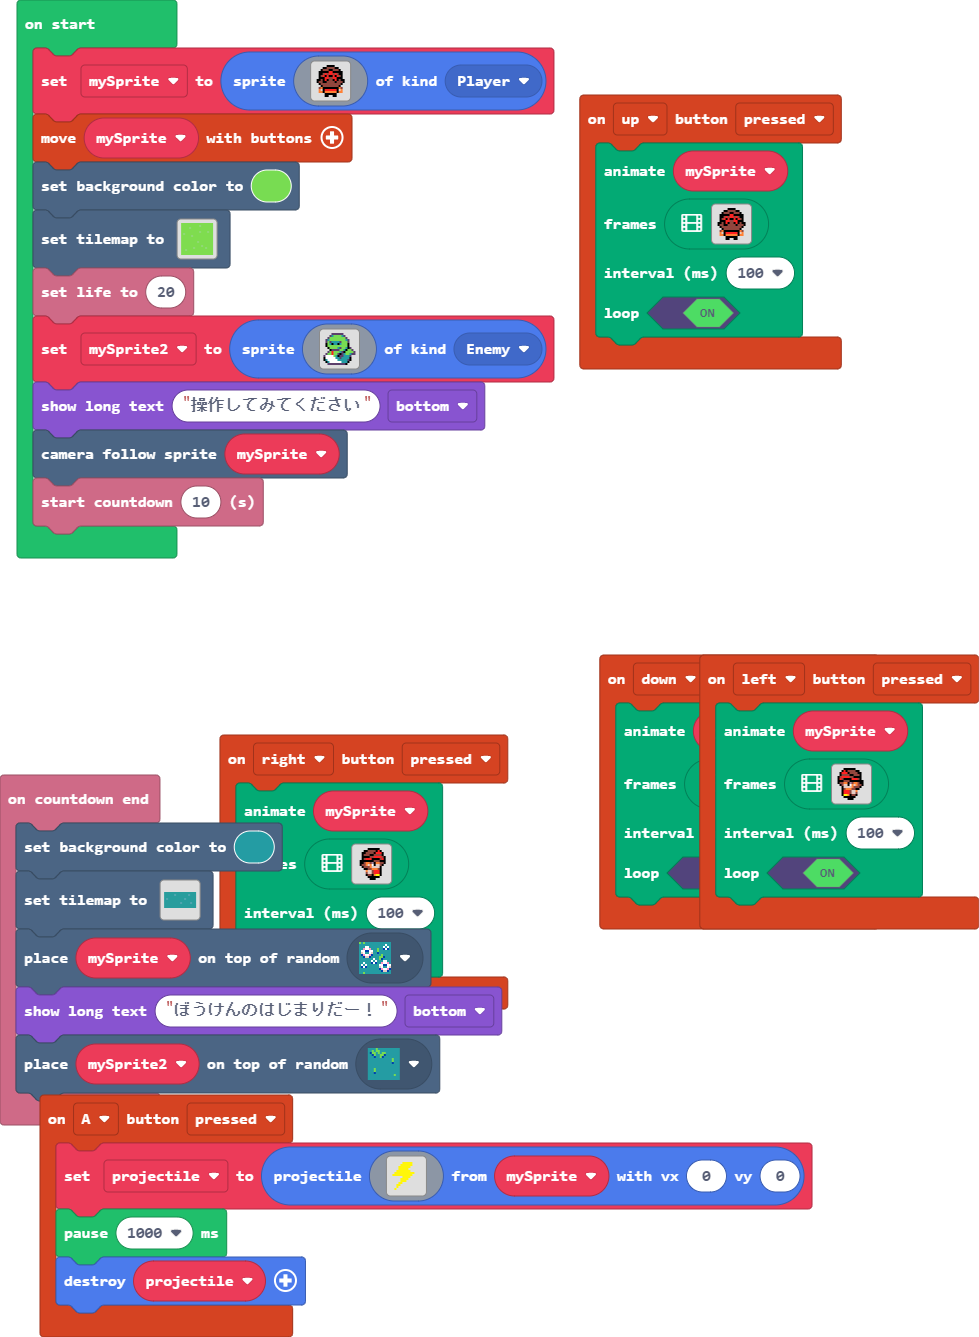 on start
set mySprite to sprite of kind Player
move mySprite with buttons
set background color to
set tilemap to
set life to 20
set mySprite2 to sprite of kind Enemy
show long text "操作してみてください" bottom
camera follow sprite mySprite
start countdown 10 (s)
on up button pressed
animate mySprite
frames
interval (ms) 100
loop ON
on down
animate
frames
interval
loop
on left button pressed
animate mySprite
frames
interval (ms) 100
loop ON
on right button pressed
animate mySprite
es
interval (ms) 100
on countdown end
set background color to
set tilemap to
place mySprite on top of random
show long text "ぼうけんのはじまりだー！" bottom
place mySprite2 on top of random
on A button pressed
set projectile to projectile from mySprite with vx 0 vy 0
pause 1000 ms
destroy projectile